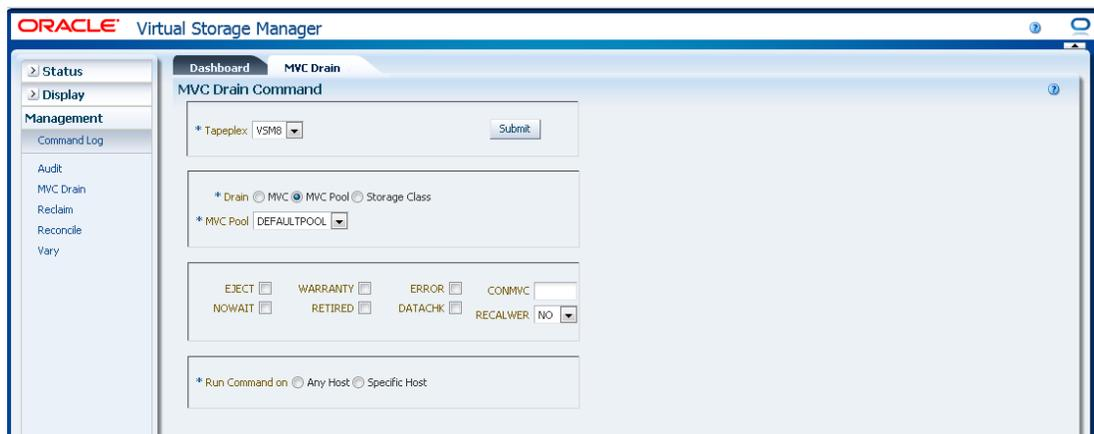 ORACLE Virtual Storage Manager
Status
Display
Management
Command Log
Audit
MVC Drain
Reclaim
Reconcile
Vary
Dashboard MVC Drain
MVC Drain Command
* Tapeplex VSM8 Submit
* Drain MVC MVC Pool Storage Class
* MVC Pool DEFAULTPOOL
EJECT WARRANTY ERROR CONMVC
NOWAIT RETIRED DATACHK RECALWER NO
* Run Command on Any Host Specific Host